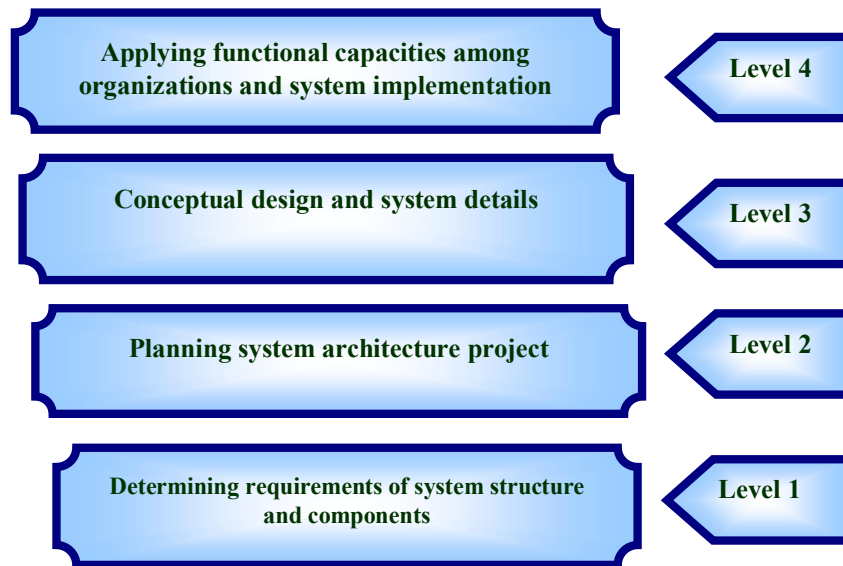 Applying functional capacities among
organizations and system implementation
Level 4
Conceptual design and system details
Level 3
Planning system architecture project
Level 2
Determining requirements of system structure
and components
Level 1